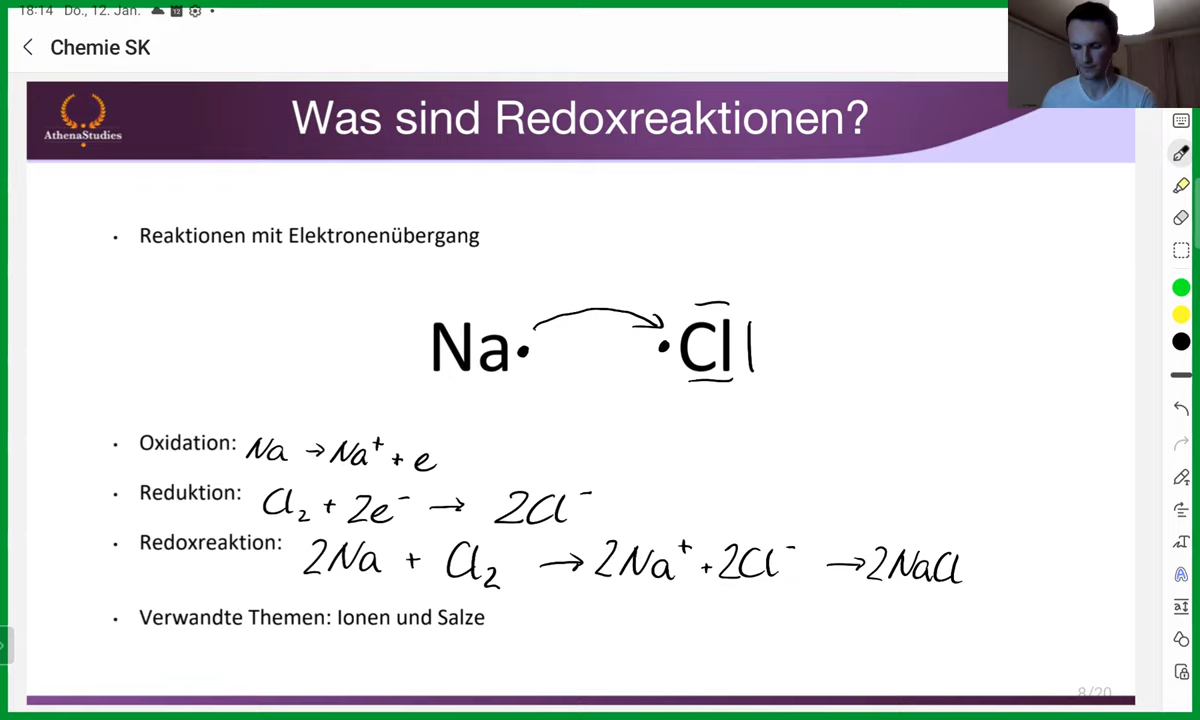 18:14 Do., 12. Jan.
Chemie SK
AthenaStudies
Was sind Redoxreaktionen?
• Reaktionen mit Elektronenübergang
Na• •Cl
• Oxidation: Na → Na⁺ + e
• Reduktion: Cl₂ + 2e⁻ → 2Cl⁻
• Redoxreaktion: 2Na + Cl₂ → 2Na⁺ + 2Cl⁻ → 2NaCl
• Verwandte Themen: Ionen und Salze
8/20